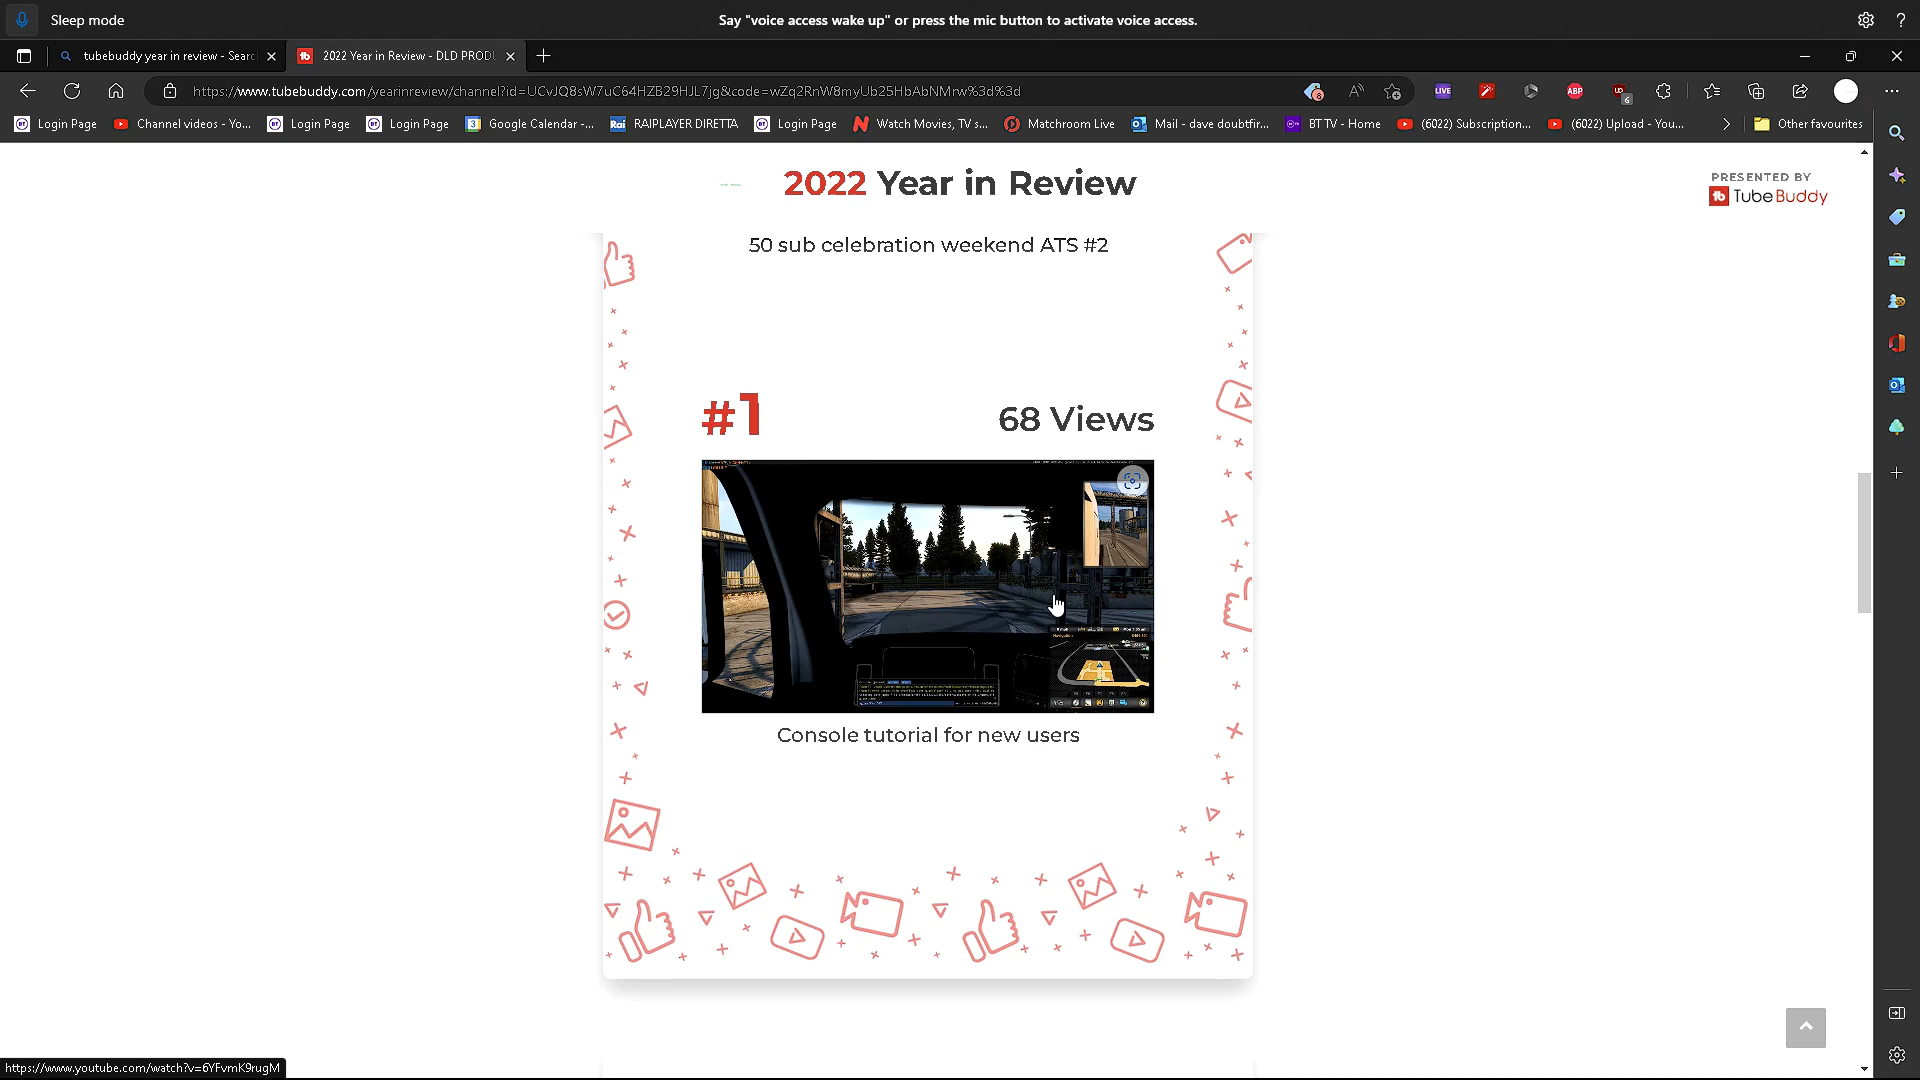 Sleep mode
Say "voice access wake up" or press the mic button to activate voice access.
tubebuddy year in review - Searc
2022 Year in Review - DLD PRODU
https://www.tubebuddy.com/yearinreview/channel?id=UCvJQ8sW7uC64HZB29HJL7jg&code=wZq2RnW8myUb25HbAbNMrw%3d%3d
Login Page
Channel videos - Yo...
Login Page
Login Page
Google Calendar -...
RAIPLAYER DIRETTA
Login Page
Watch Movies, TV s...
Matchroom Live
Mail - dave doubtfir...
BT TV - Home
(6022) Subscription...
(6022) Upload - You...
Other favourites
2022 Year in Review
PRESENTED BY
TubeBuddy
50 sub celebration weekend ATS #2
#1
68 Views
Console tutorial for new users
https://www.youtube.com/watch?v=6YFvmK9rugM